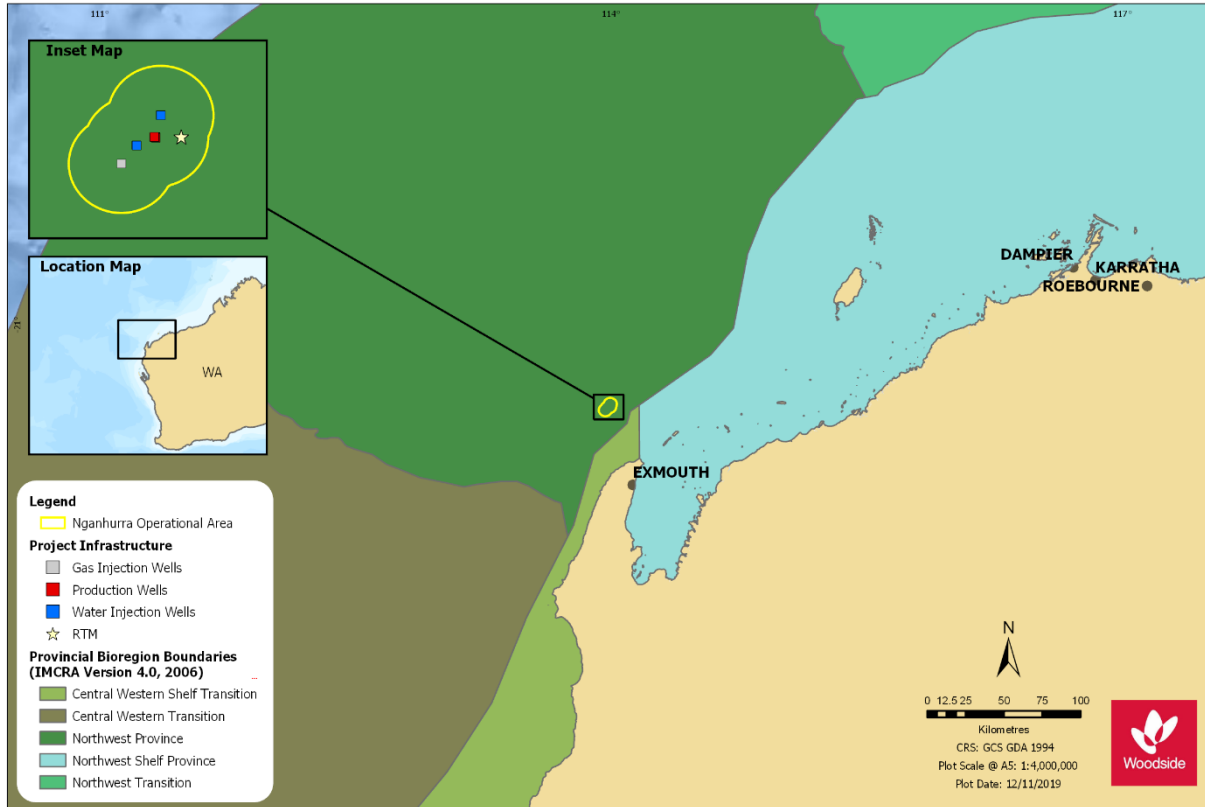 111°
114°
117°
Inset Map
Location Map
-21°
WA
DAMPIER
KARRATHA
ROEBOURNE
EXMOUTH
Legend
Nganhurra Operational Area
Project Infrastructure
Gas Injection Wells
Production Wells
Water Injection Wells
RTM
Provincial Bioregion Boundaries
(IMCRA Version 4.0, 2006)
Central Western Shelf Transition
Central Western Transition
Northwest Province
Northwest Shelf Province
Northwest Transition
N
0 12.5 25 50 75 100
Kilometres
CRS: GCS GDA 1994
Plot Scale @ A5: 1:4,000,000
Plot Date: 12/11/2019
Woodside